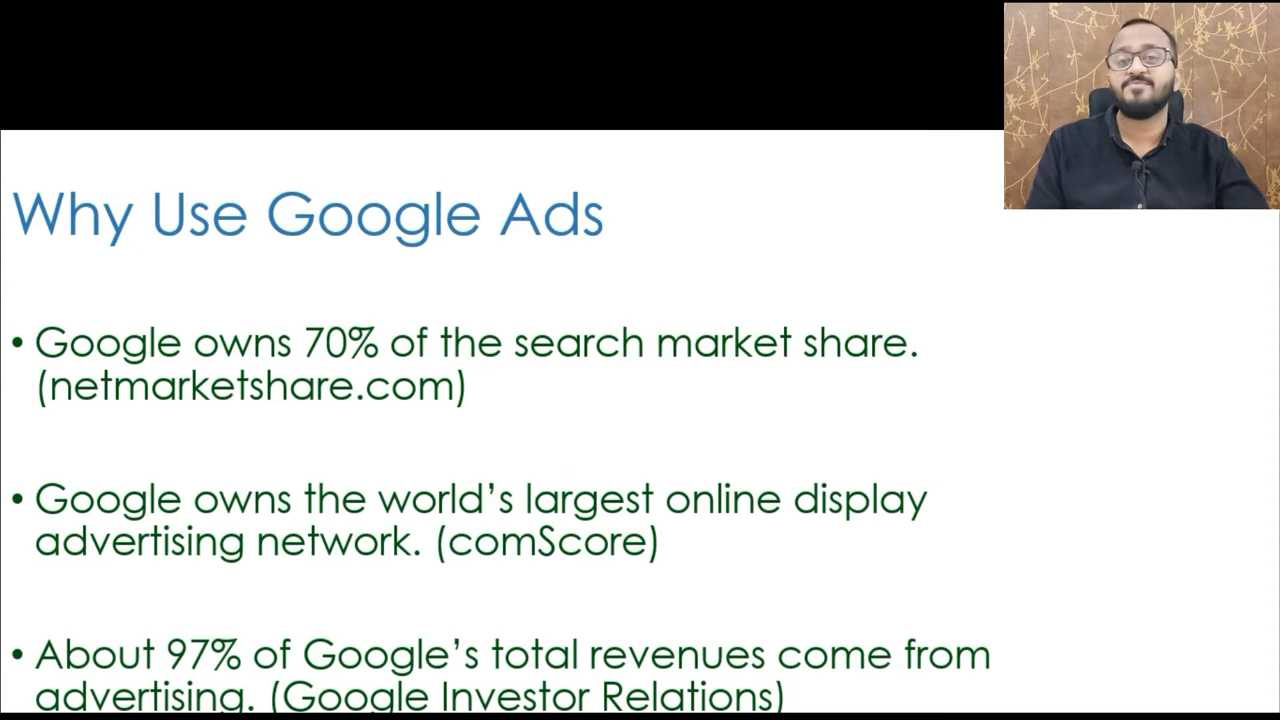 Why Use Google Ads
• Google owns 70% of the search market share.
(netmarketshare.com)
• Google owns the world’s largest online display
advertising network. (comScore)
• About 97% of Google’s total revenues come from
advertising. (Google Investor Relations)